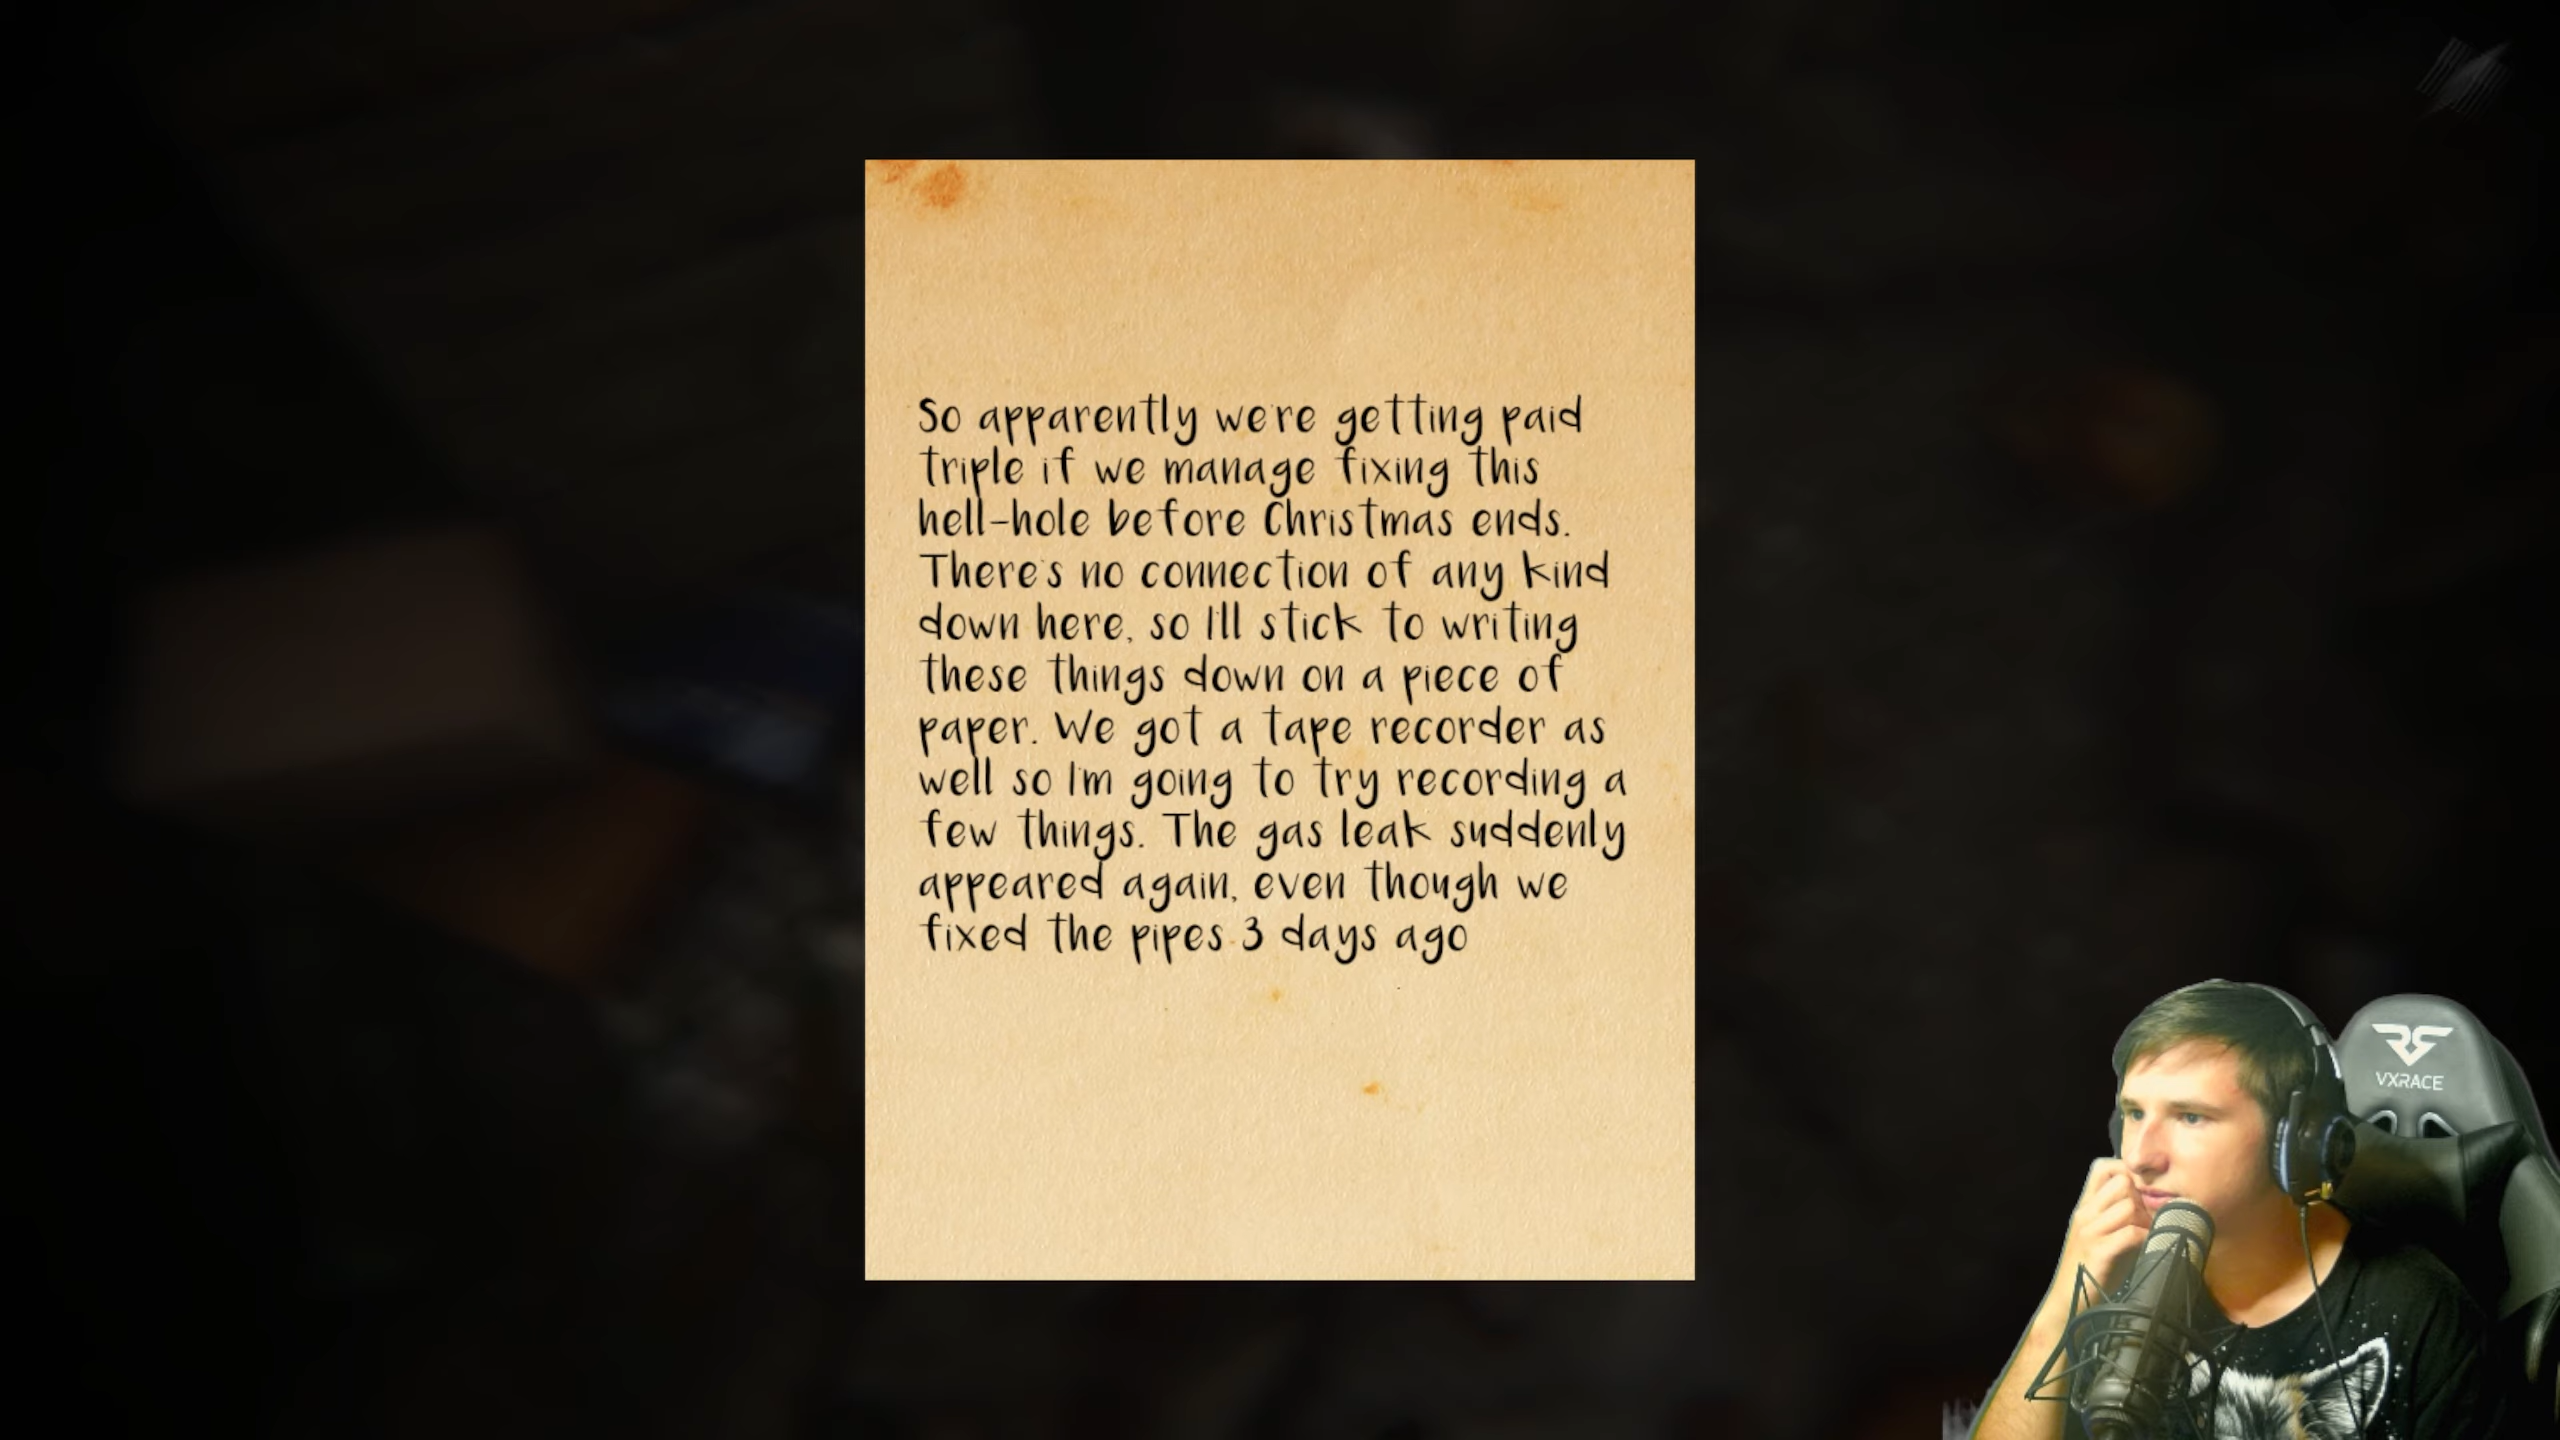 So apparently we're getting paid
triple if we manage fixing this
hell-hole before Christmas ends.
There's no connection of any kind
down here, so I'll stick to writing
these things down on a piece of
paper. We got a tape recorder as
well so I'm going to try recording a
few things. The gas leak suddenly
appeared again, even though we
fixed the pipes 3 days ago
VXRACE